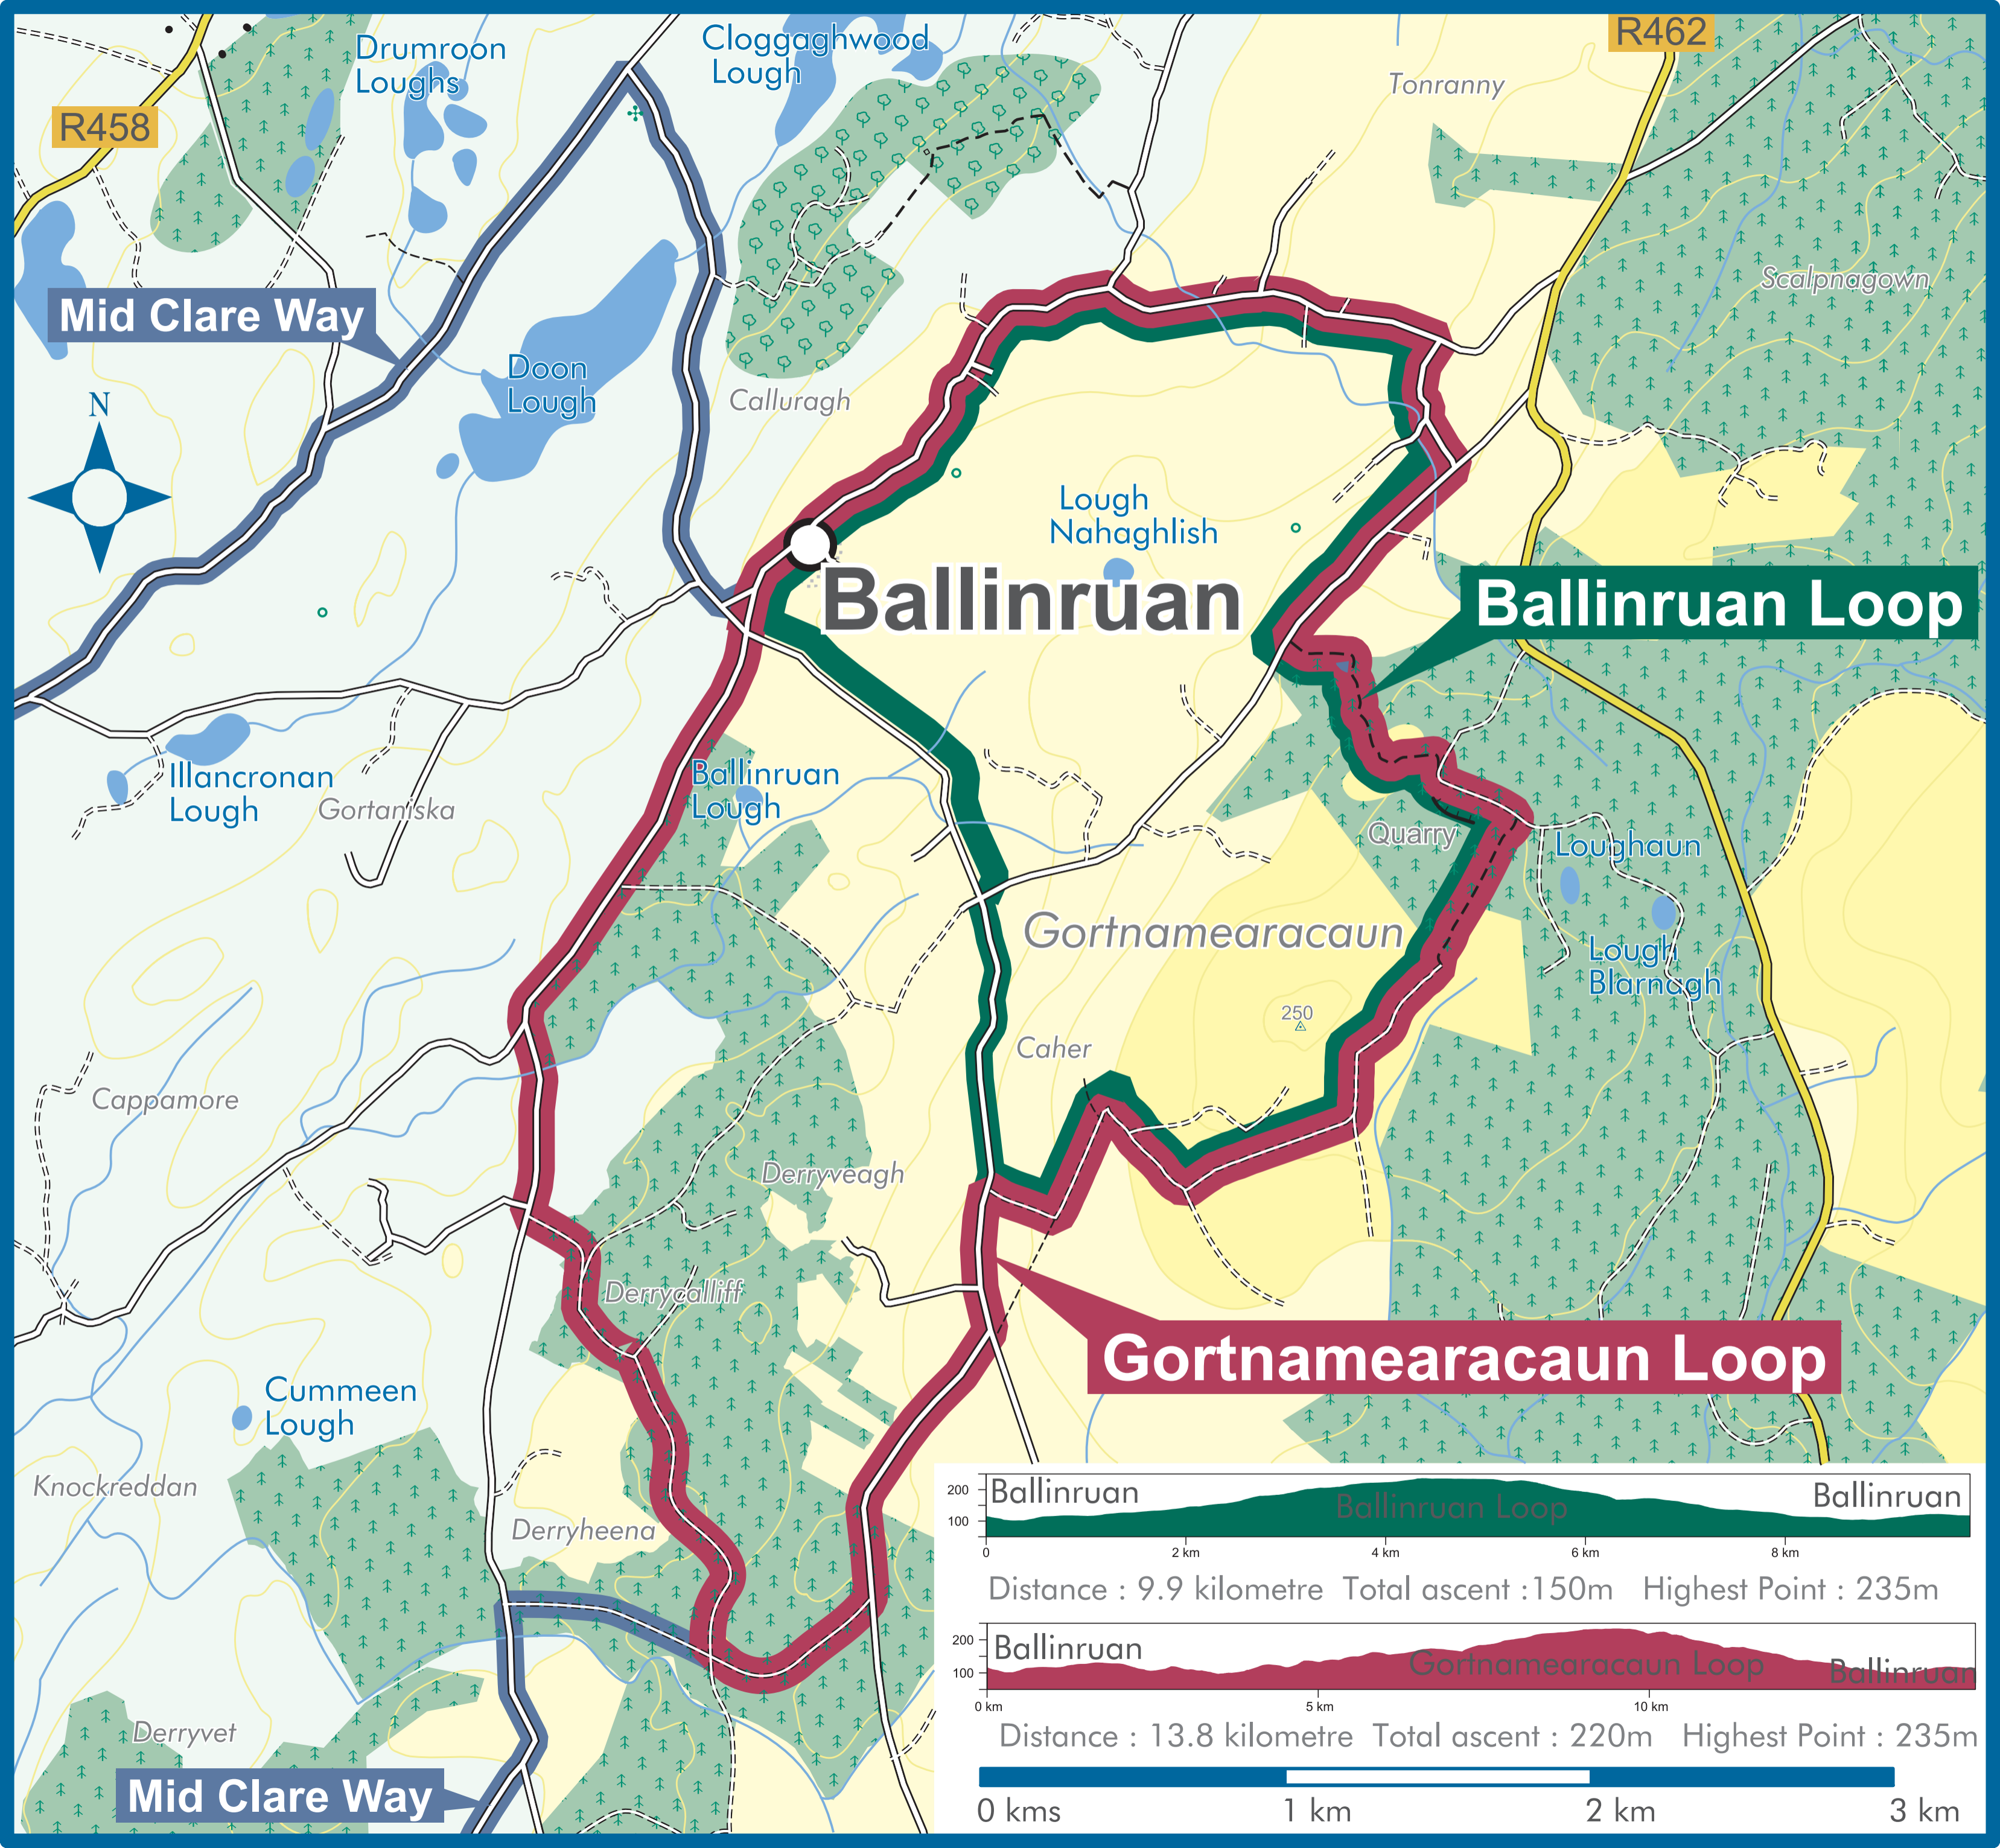 R462
Drumroon
Loughs
Cloggaghwood
Lough
Tonranny
R458
Scalpnagown
Mid Clare Way
Doon
Lough
Calluragh
N
Lough
Nahaghlish
Ballinruan
Ballinruan Loop
Illancronan
Lough
Gortaniska
Ballinruan
Lough
Quarry
Loughaun
Gortnamearacaun
Lough
Blarnagh
250
Caher
Cappamore
Derryveagh
Derrycalliff
Gortnamearacaun Loop
Cummeen
Lough
Knockreddan
Derryheena
Derryvet
Mid Clare Way
200
100
Ballinruan
Ballinruan Loop
Ballinruan
0
2 km
4 km
6 km
8 km
Distance : 9.9 kilometre Total ascent :150m Highest Point : 235m
200
100
Ballinruan
Gortnamearacaun Loop
Ballinruan
0 km
5 km
10 km
Distance : 13.8 kilometre Total ascent : 220m Highest Point : 235m
0 kms
1 km
2 km
3 km